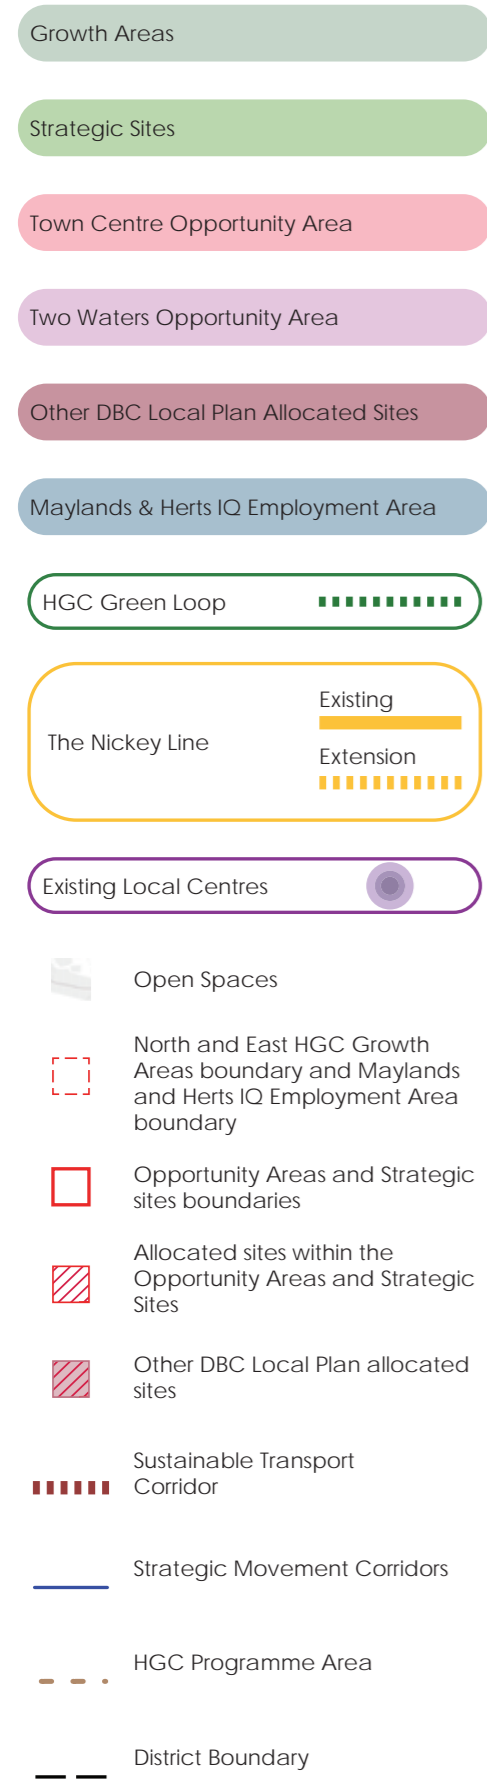 Growth Areas
Strategic Sites
Town Centre Opportunity Area
Two Waters Opportunity Area
Other DBC Local Plan Allocated Sites
Maylands & Herts IQ Employment Area
HGC Green Loop
The Nickey Line
Existing
Extension
Existing Local Centres
Open Spaces
North and East HGC Growth
Areas boundary and Maylands
and Herts IQ Employment Area
boundary
Opportunity Areas and Strategic
sites boundaries
Allocated sites within the
Opportunity Areas and Strategic
Sites
Other DBC Local Plan allocated
sites
Sustainable Transport
Corridor
Strategic Movement Corridors
HGC Programme Area
District Boundary